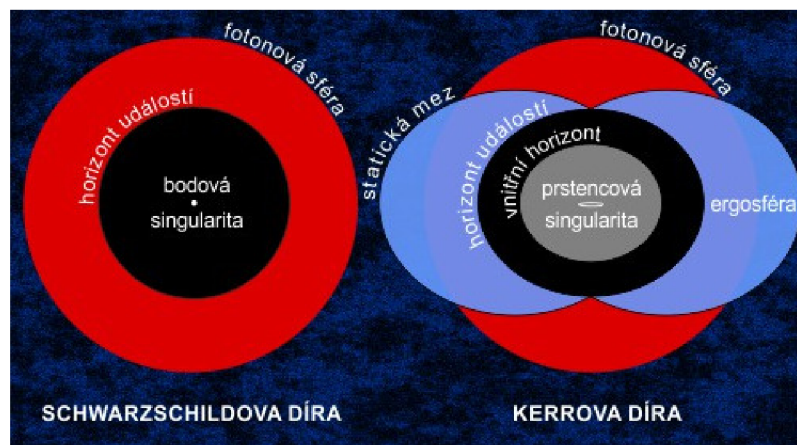 fotonová sféra
horizont událostí
bodová
singularita
SCHWARZSCHILDOVA DÍRA
fotonová sféra
statická mez
horizont událostí
vnitřní horizont
prstencová
singularita
ergosféra
KERROVA DÍRA